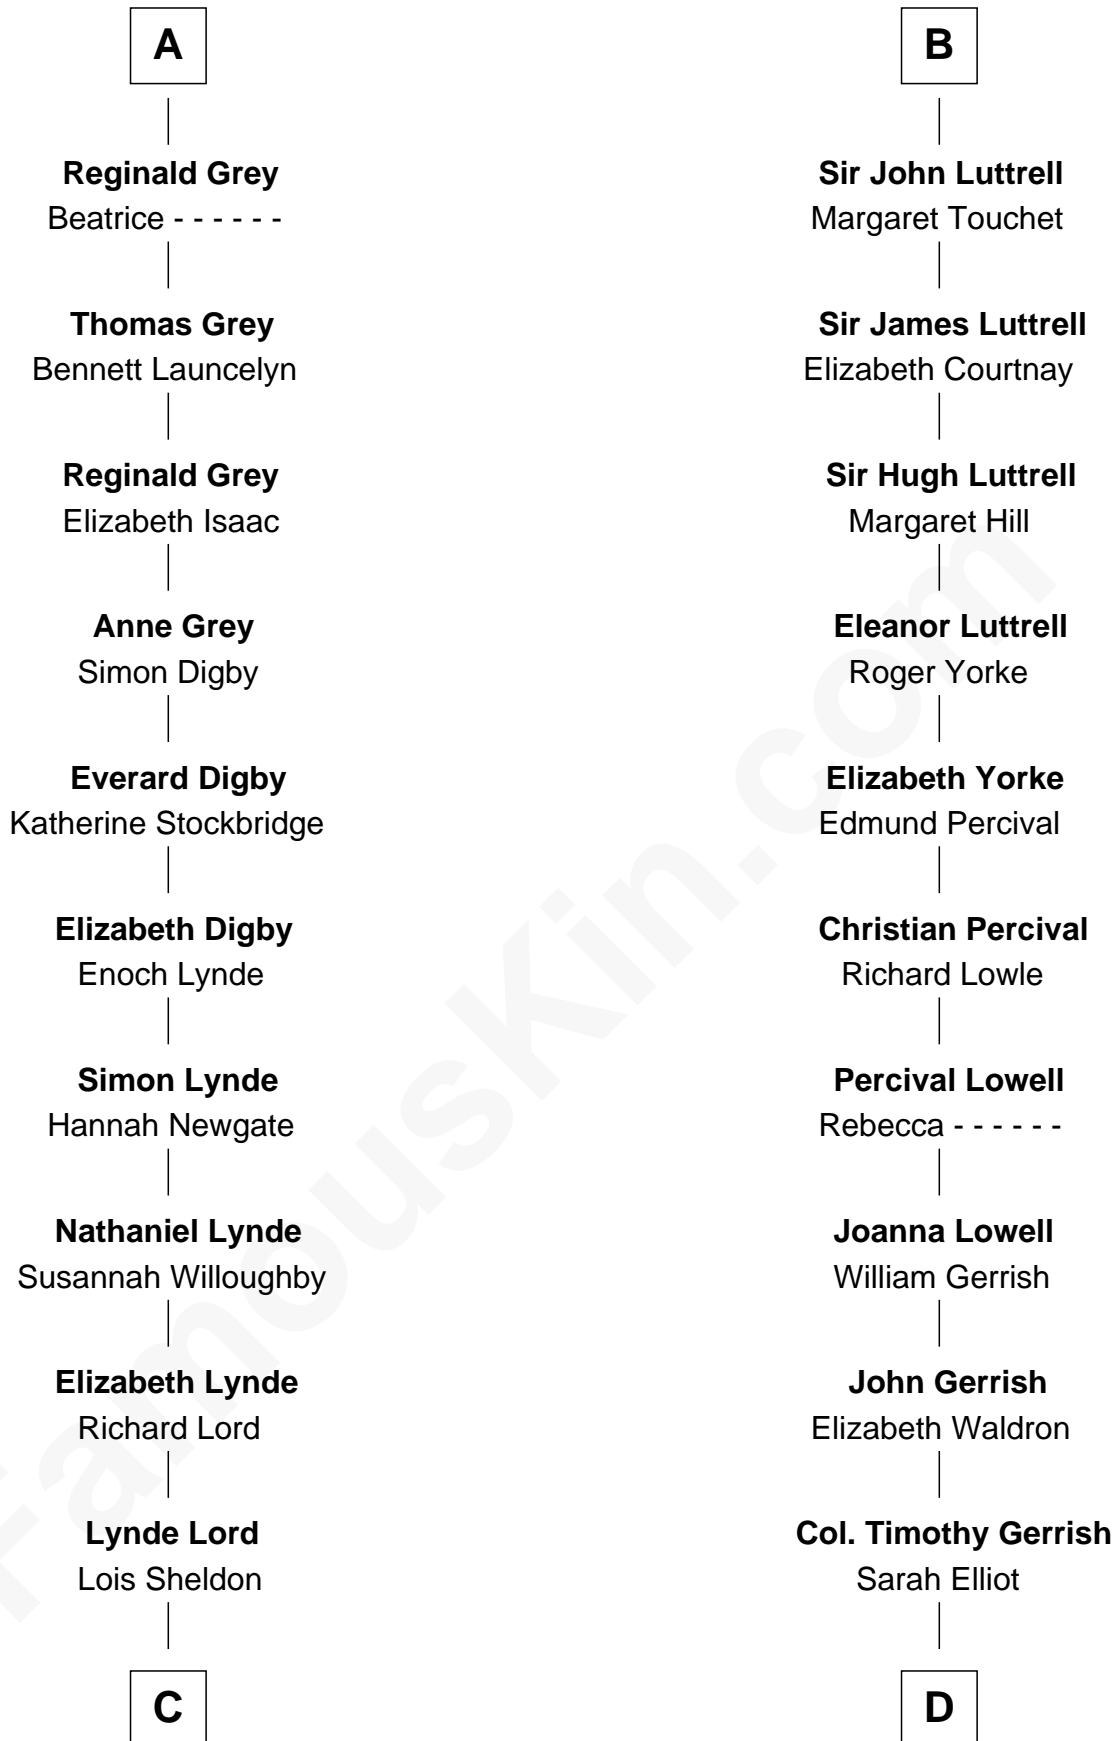 A
Reginald Grey
Beatrice - - - - - -
Thomas Grey
Bennett Launcelyn
Reginald Grey
Elizabeth Isaac
Anne Grey
Simon Digby
Everard Digby
Katherine Stockbridge
Elizabeth Digby
Enoch Lynde
Simon Lynde
Hannah Newgate
Nathaniel Lynde
Susannah Willoughby
Elizabeth Lynde
Richard Lord
Lynde Lord
Lois Sheldon
C
B
Sir John Luttrell
Margaret Touchet
Sir James Luttrell
Elizabeth Courtnay
Sir Hugh Luttrell
Margaret Hill
Eleanor Luttrell
Roger Yorke
Elizabeth Yorke
Edmund Percival
Christian Percival
Richard Lowle
Percival Lowell
Rebecca - - - - - -
Joanna Lowell
William Gerrish
John Gerrish
Elizabeth Waldron
Col. Timothy Gerrish
Sarah Elliot
D
FamousKin.com